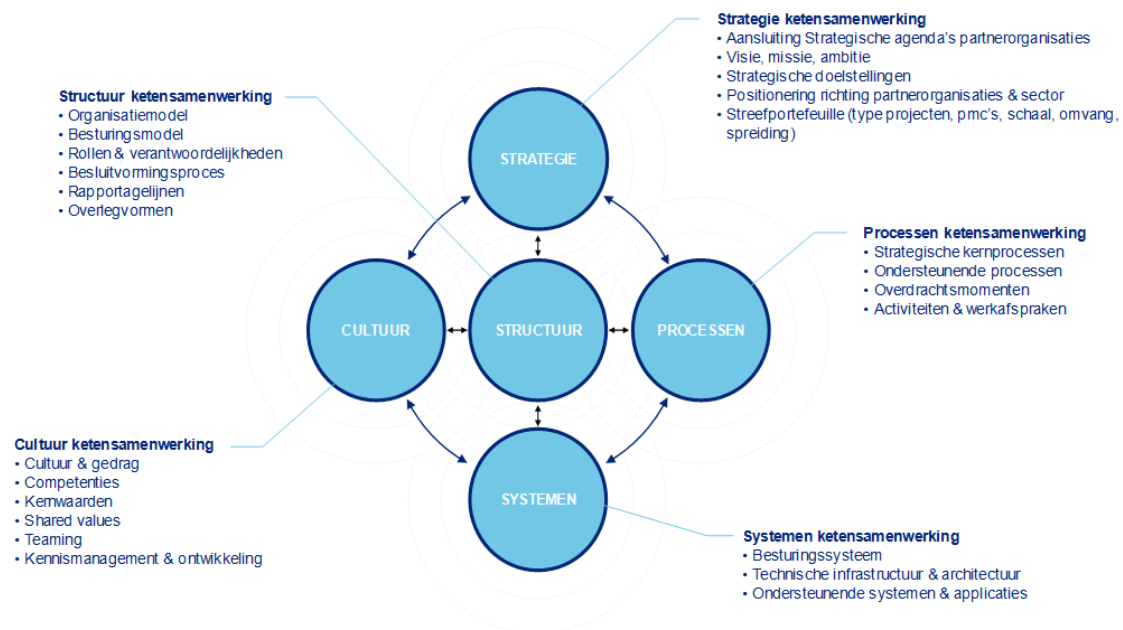 Strategie ketensamenwerking
• Aansluiting Strategische agenda's partnerorganisaties
• Visie, missie, ambitie
• Strategische doelstellingen
• Positionering richting partnerorganisaties & sector
• Streefportefeuille (type projecten, pmc's, schaal, omvang,
spreiding)
Structuur ketensamenwerking
• Organisatiemodel
• Besturingsmodel
• Rollen & verantwoordelijkheden
• Besluitvormingsproces
• Rapportagelijnen
• Overlegvormen
STRATEGIE
Processen ketensamenwerking
• Strategische kernprocessen
• Ondersteunende processen
• Overdrachtsmomenten
• Activiteiten & werkafspraken
CULTUUR
STRUCTUUR
PROCESSEN
Cultuur ketensamenwerking
• Cultuur & gedrag
• Competenties
• Kernwaarden
• Shared values
• Teaming
• Kennismanagement & ontwikkeling
SYSTEMEN
Systemen ketensamenwerking
• Besturingssysteem
• Technische infrastructuur & architectuur
• Ondersteunende systemen & applicaties